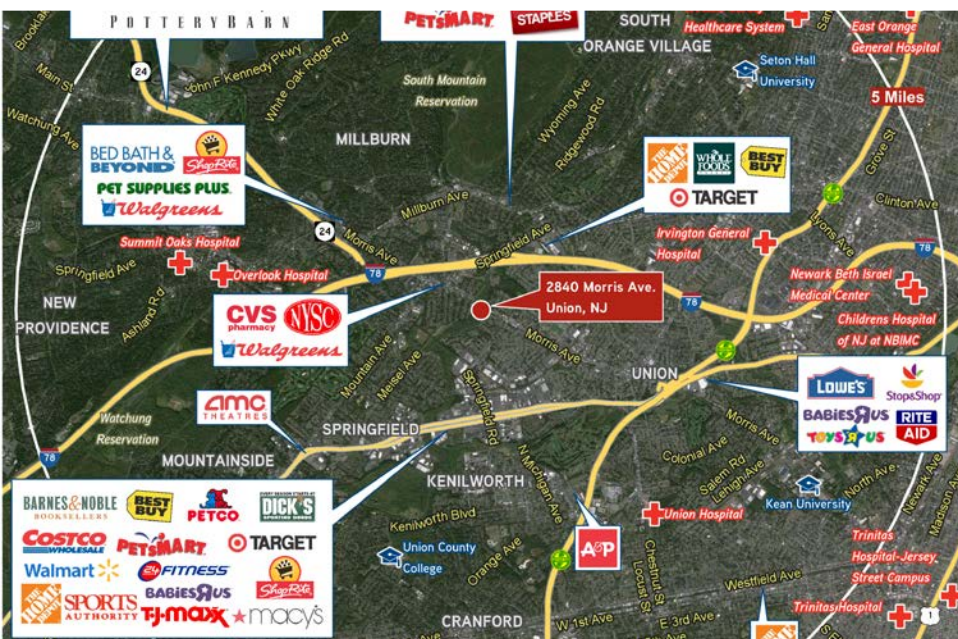 POTTERYBARN
PETSMART
STAPLES
SOUTH
ORANGE VILLAGE
Healthcare System
East Orange
General Hospital
Seton Hall
University
5 Miles
24
John F Kennedy Pkwy
White Oak Ridge Rd
Main St
Watchung Ave
South Mountain
Reservation
Wyoming Ave
Ridgewood Rd
Grove St
MILLBURN
BED BATH &
BEYOND
ShopRite
PET SUPPLIES PLUS.
Walgreens
THE HOME DEPOT
WHOLE FOODS
BEST BUY
TARGET
Millburn Ave
Clinton Ave
Lyons Ave
24
Morris Ave
Springfield Ave
78
Summit Oaks Hospital
Overlook Hospital
Springfield Ave
Irvington General
Hospital
78
Newark Beth Israel
Medical Center
Childrens Hospital
of NJ at NBIMC
2840 Morris Ave.
Union, NJ
78
NEW
PROVIDENCE
Ashland Rd
CVS
pharmacy
NYSC
Walgreens
Mountain Ave
Meisel Ave
Morris Ave
Springfield Rd
UNION
LOWE'S
Stop&Shop
BABIES R US
TOYS R US
RITE AID
AMC
THEATRES
Watchung
Reservation
78
SPRINGFIELD
MOUNTAINSIDE
N Michigan Ave
Morris Ave
Colonial Ave
Salem Rd
Lehigh Ave
North Ave
Newark Ave
Madison Av
Kean University
KENILWORTH
Kenilworth Blvd
Union County
College
Orange Ave
Union Hospital
A&P
BARNES&NOBLE
BOOKSELLERS
BEST BUY
PETCO
EVERY SEASON STARTS AT
DICK'S
SPORTING GOODS
COSTCO
WHOLESALE
PETSMART
TARGET
Walmart
24 FITNESS
ShopRite
BABIES R US
THE HOME DEPOT
SPORTS
AUTHORITY
T.J.maxx
macy's
Chestnut St
Locust St
Westfield Ave
Trinitas
Hospital-Jersey
Street Campus
Trinitas Hospital
1
CRANFORD
W 1st Ave
E 3rd Ave